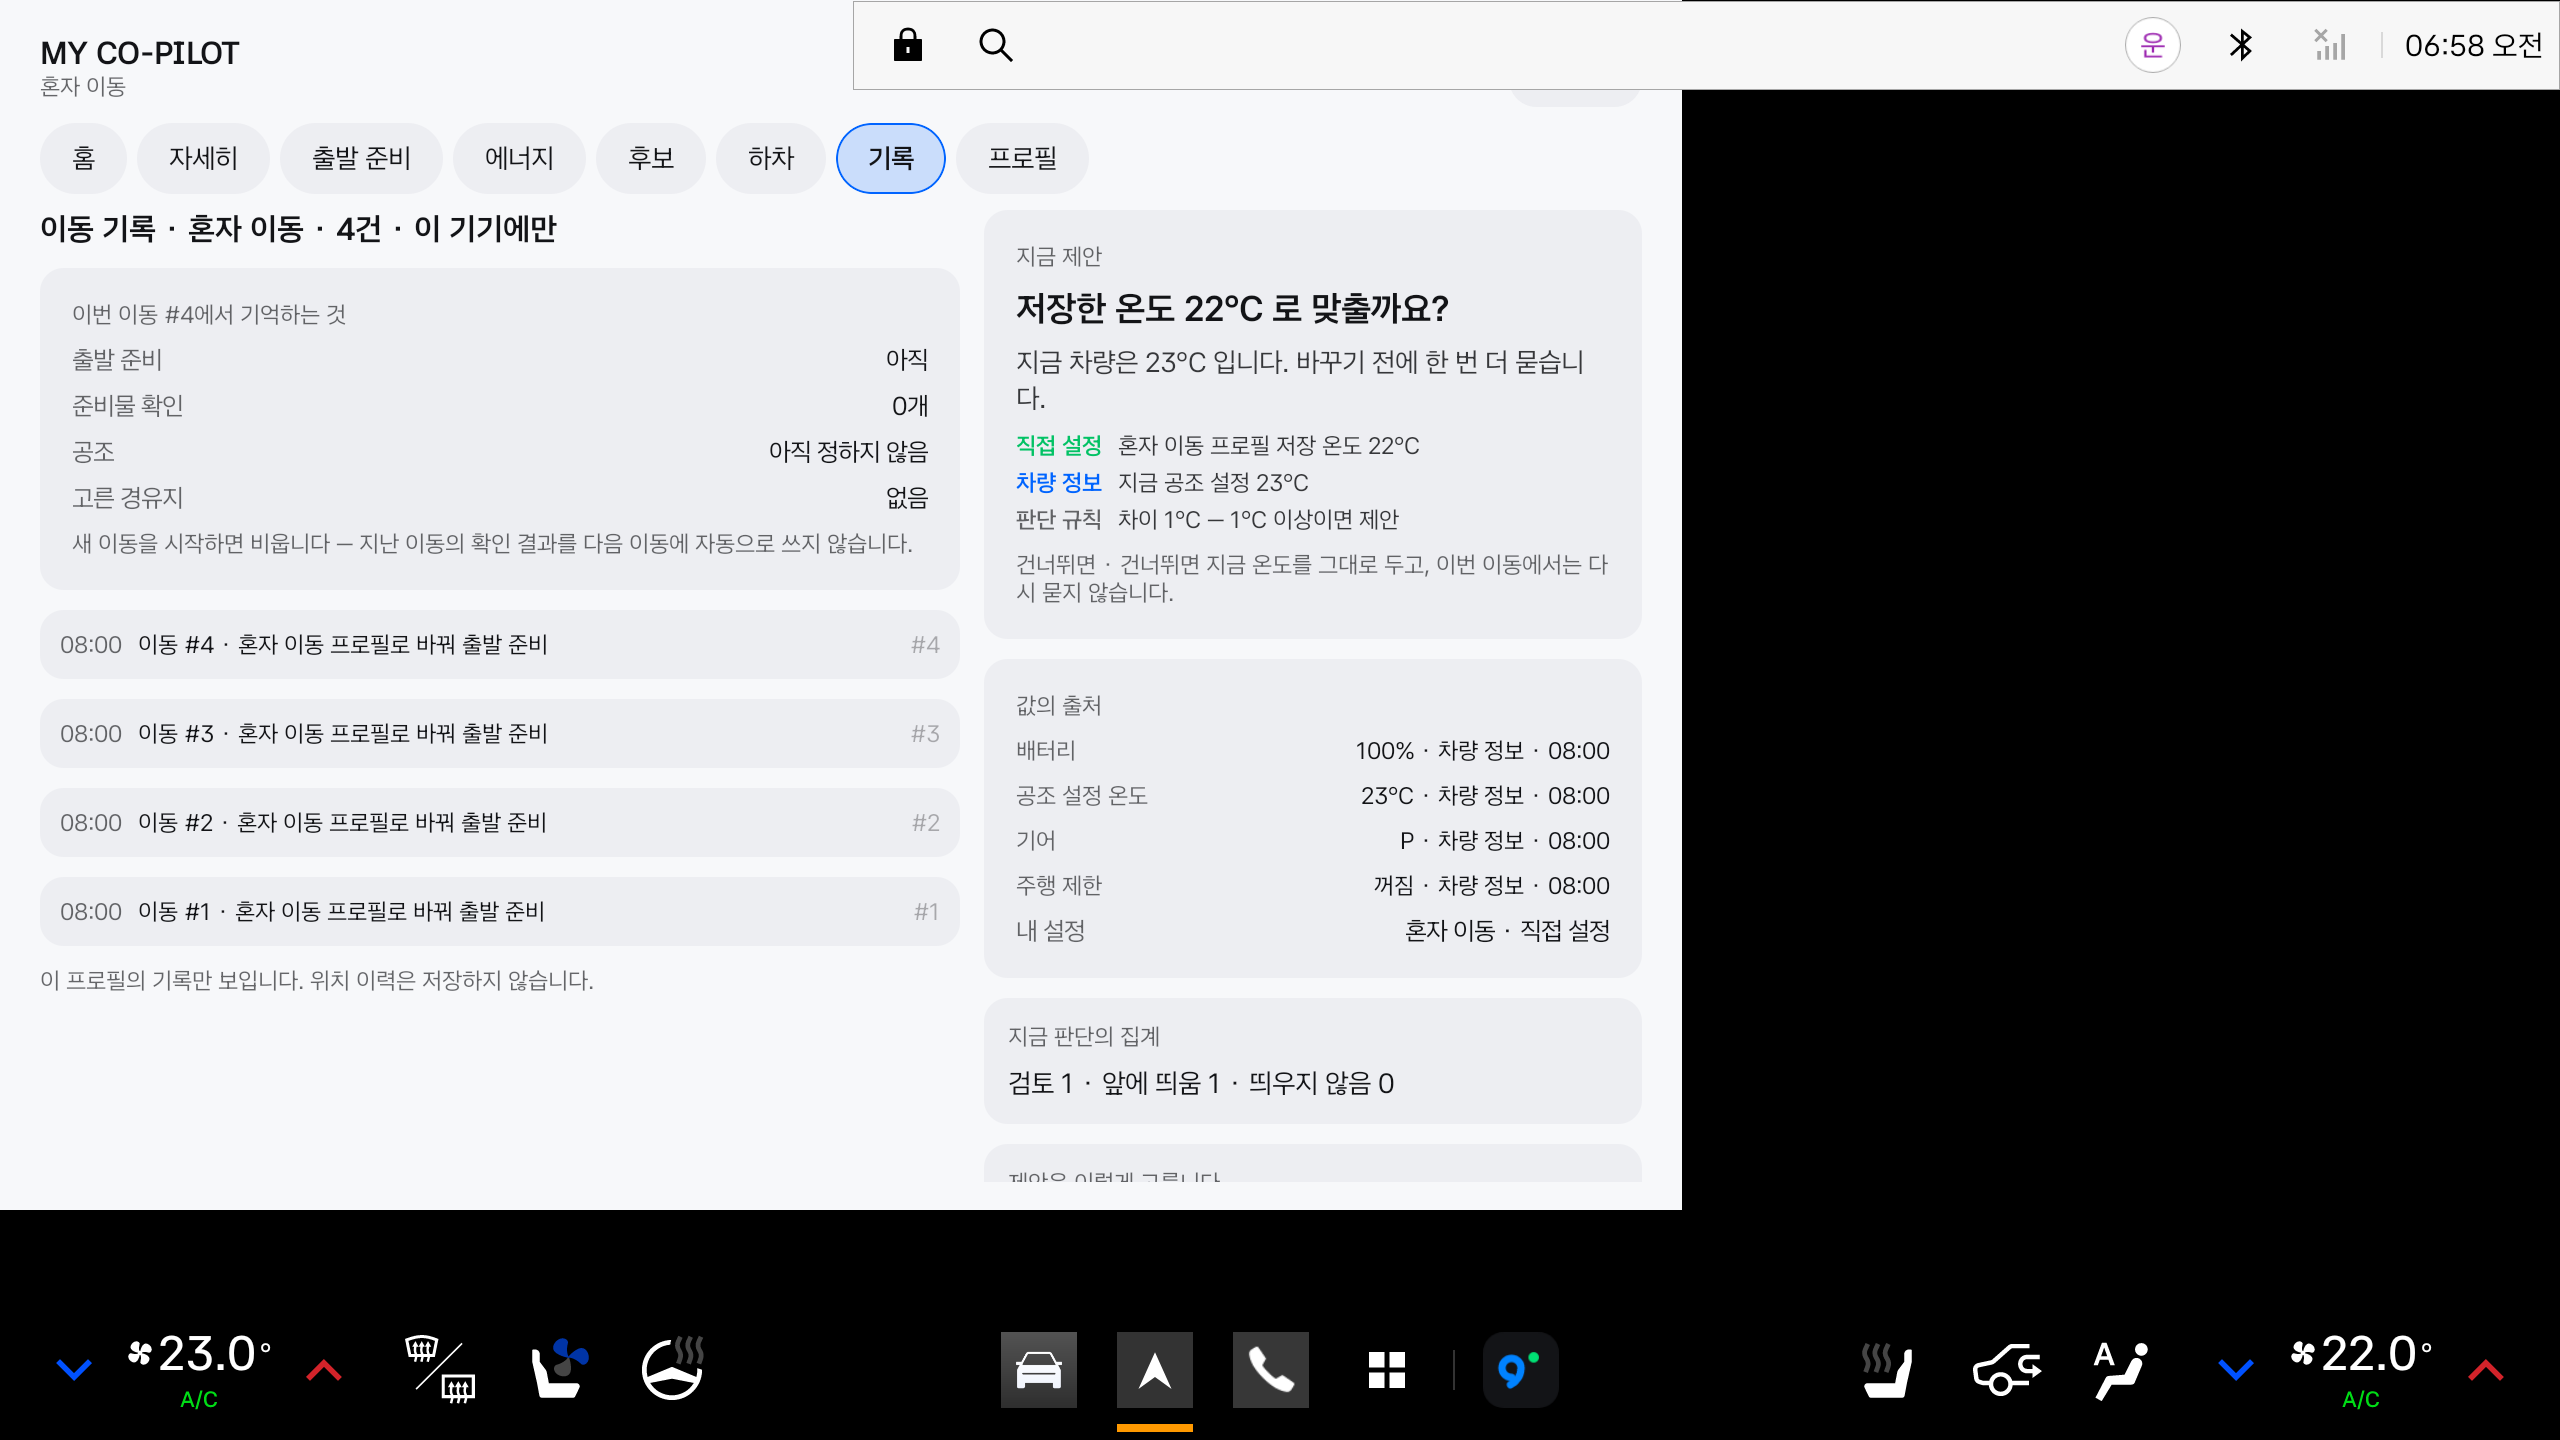 MY CO-PILOT
혼자 이동
운
06:58 오전
홈
자세히
출발 준비
에너지
후보
하차
기록
프로필
이동 기록 · 혼자 이동 · 4건 · 이 기기에만
이번 이동 #4에서 기억하는 것
출발 준비 아직
준비물 확인 0개
공조 아직 정하지 않음
고른 경유지 없음
새 이동을 시작하면 비웁니다 — 지난 이동의 확인 결과를 다음 이동에 자동으로 쓰지 않습니다.
08:00 이동 #4 · 혼자 이동 프로필로 바꿔 출발 준비 #4
08:00 이동 #3 · 혼자 이동 프로필로 바꿔 출발 준비 #3
08:00 이동 #2 · 혼자 이동 프로필로 바꿔 출발 준비 #2
08:00 이동 #1 · 혼자 이동 프로필로 바꿔 출발 준비 #1
이 프로필의 기록만 보입니다. 위치 이력은 저장하지 않습니다.
지금 제안
저장한 온도 22°C 로 맞출까요?
지금 차량은 23°C 입니다. 바꾸기 전에 한 번 더 묻습니
다.
직접 설정 혼자 이동 프로필 저장 온도 22°C
차량 정보 지금 공조 설정 23°C
판단 규칙 차이 1°C — 1°C 이상이면 제안
건너뛰면 · 건너뛰면 지금 온도를 그대로 두고, 이번 이동에서는 다
시 묻지 않습니다.
값의 출처
배터리 100% · 차량 정보 · 08:00
공조 설정 온도 23°C · 차량 정보 · 08:00
기어 P · 차량 정보 · 08:00
주행 제한 꺼짐 · 차량 정보 · 08:00
내 설정 혼자 이동 · 직접 설정
지금 판단의 집계
검토 1 · 앞에 띄움 1 · 띄우지 않음 0
제안은 이렇게 고릅니다
23.0°
A/C
A
22.0°
A/C